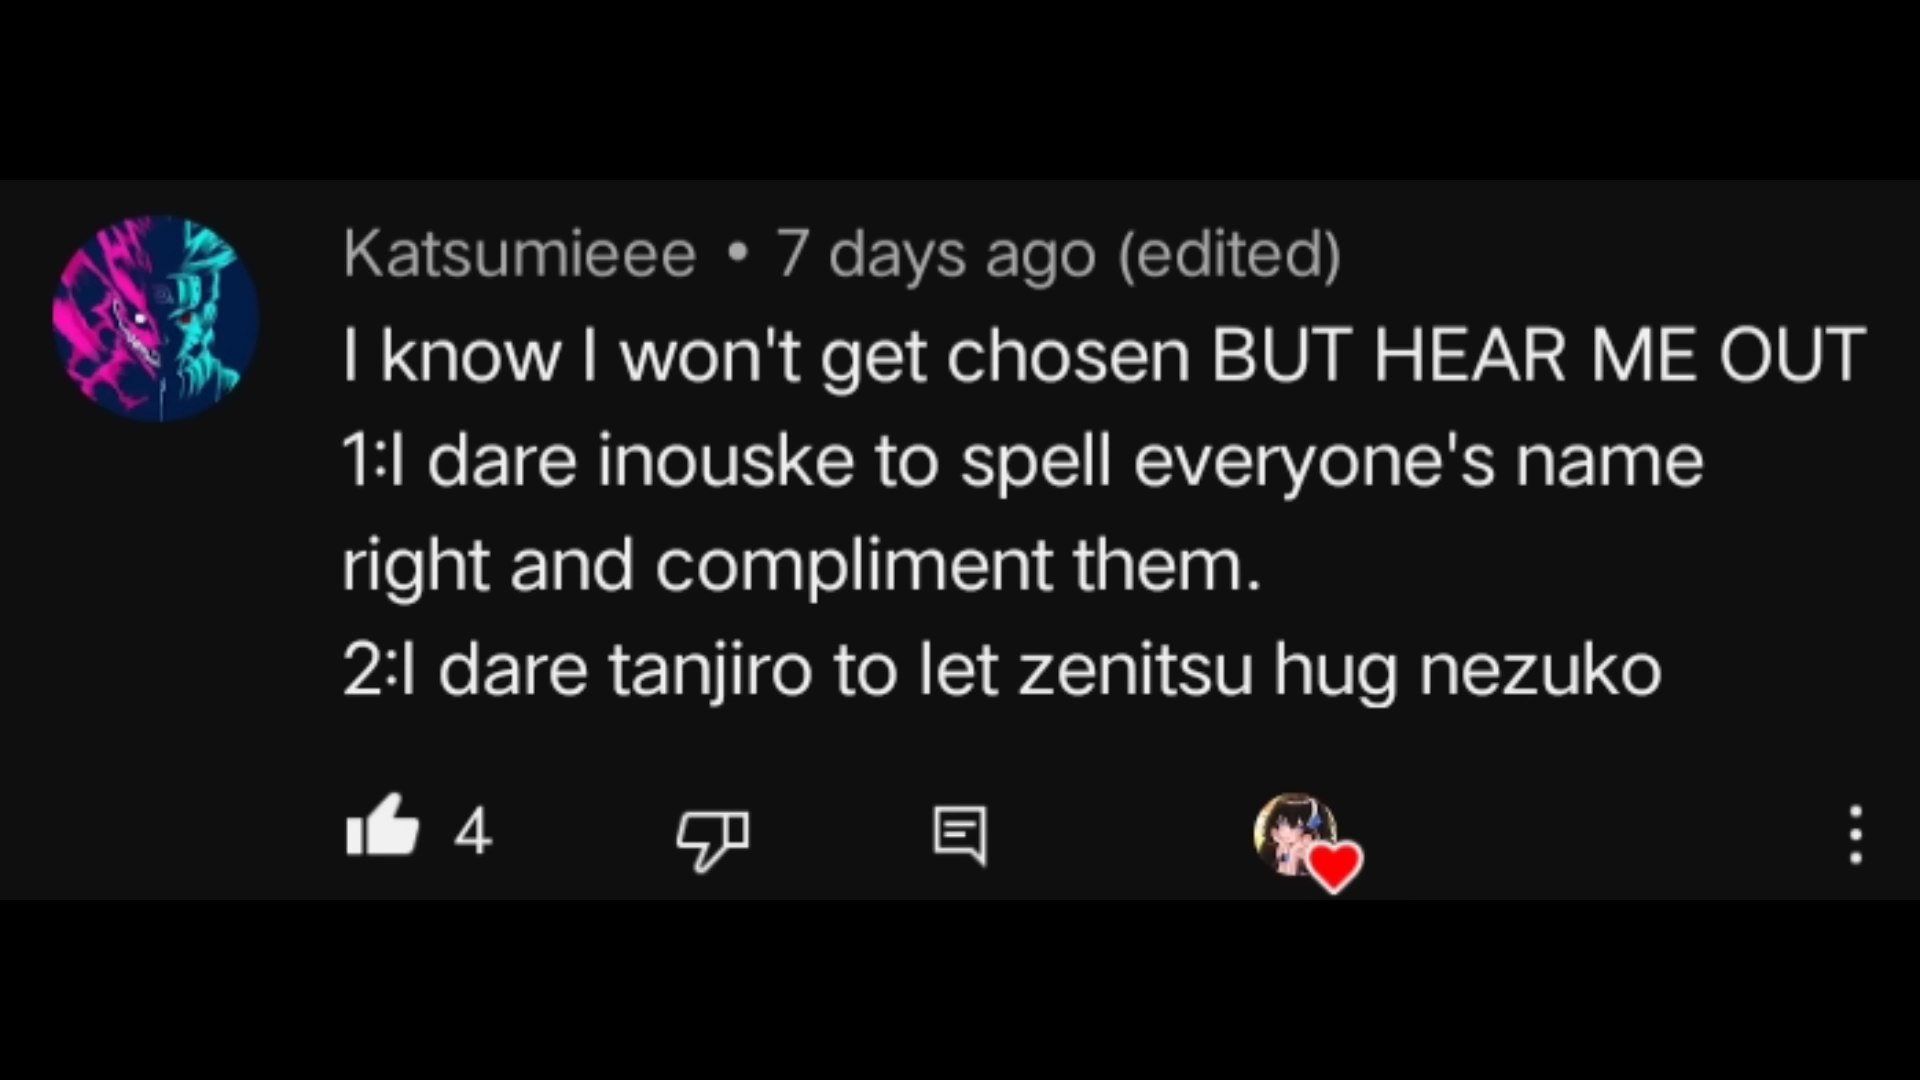 Katsumieee • 7 days ago (edited)
I know I won't get chosen BUT HEAR ME OUT
1:I dare inouske to spell everyone's name
right and compliment them.
2:I dare tanjiro to let zenitsu hug nezuko
4